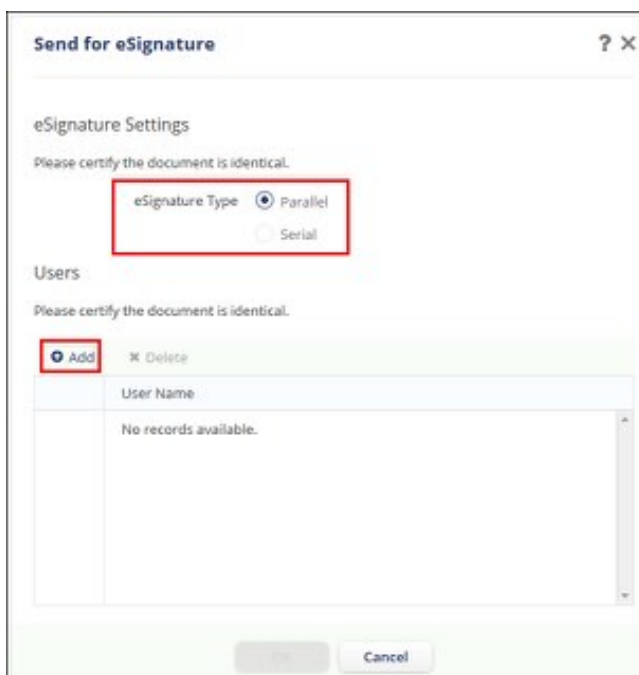 Send for eSignature ? ×
eSignature Settings
Please certify the document is identical.
eSignature Type Parallel
Serial
Users
Please certify the document is identical.
Add Delete
User Name
No records available.
Cancel